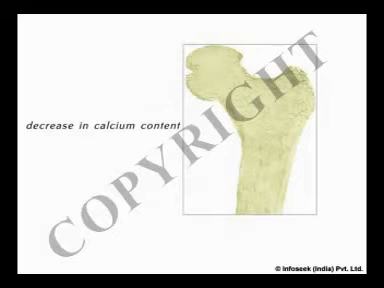 decrease in calcium content
COPYRIGHT
© Infoseek (India) Pvt. Ltd.